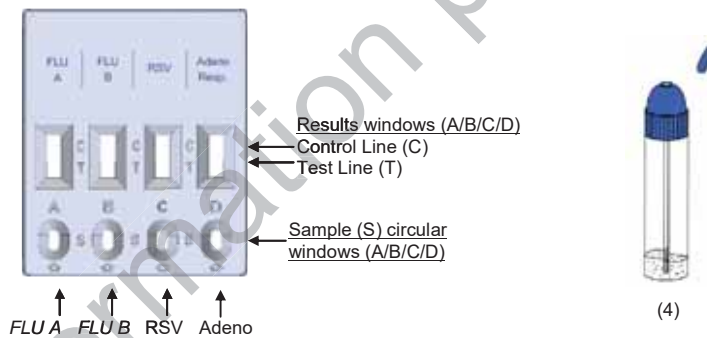 FLU A | FLU B | RSV | Adeno Resp.
C C C
T T T
A B C D
S S S
Results windows (A/B/C/D)
Control Line (C)
Test Line (T)
Sample (S) circular
windows (A/B/C/D)
FLU A FLU B RSV Adeno
(4)